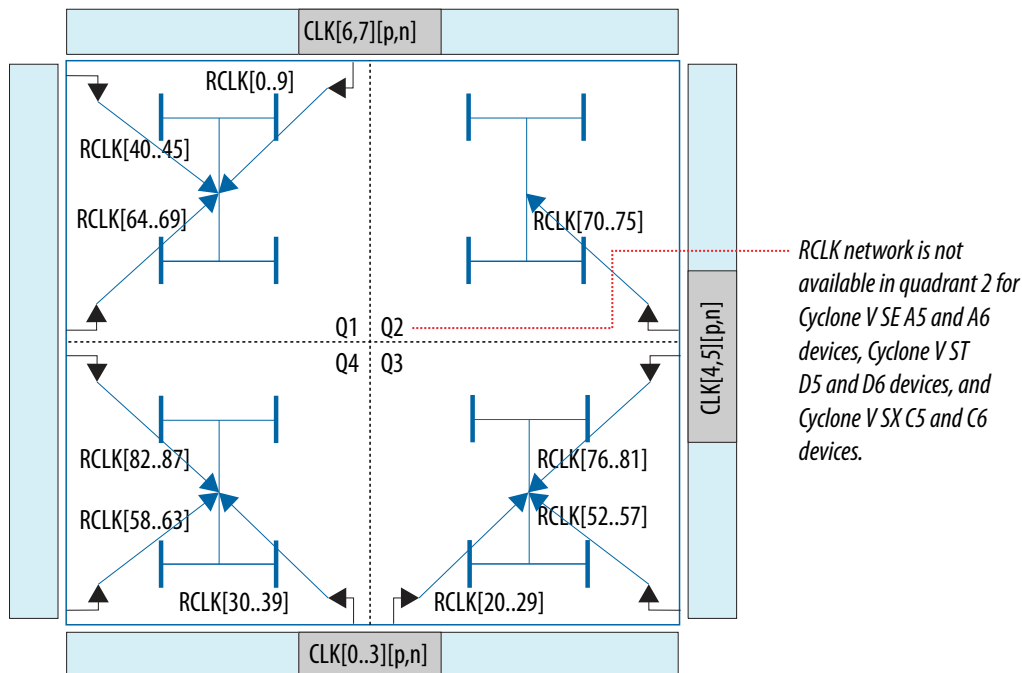 CLK[6,7][p,n]
RCLK[0..9]
RCLK[40..45]
RCLK[64..69]
RCLK[70..75]
Q1
Q2
Q4
Q3
RCLK network is not
available in quadrant 2 for
Cyclone V SE A5 and A6
devices, Cyclone V ST
D5 and D6 devices, and
Cyclone V SX C5 and C6
devices.
CLK[4,5][p,n]
RCLK[82..87]
RCLK[76..81]
RCLK[58..63]
RCLK[52..57]
RCLK[30..39]
RCLK[20..29]
CLK[0..3][p,n]